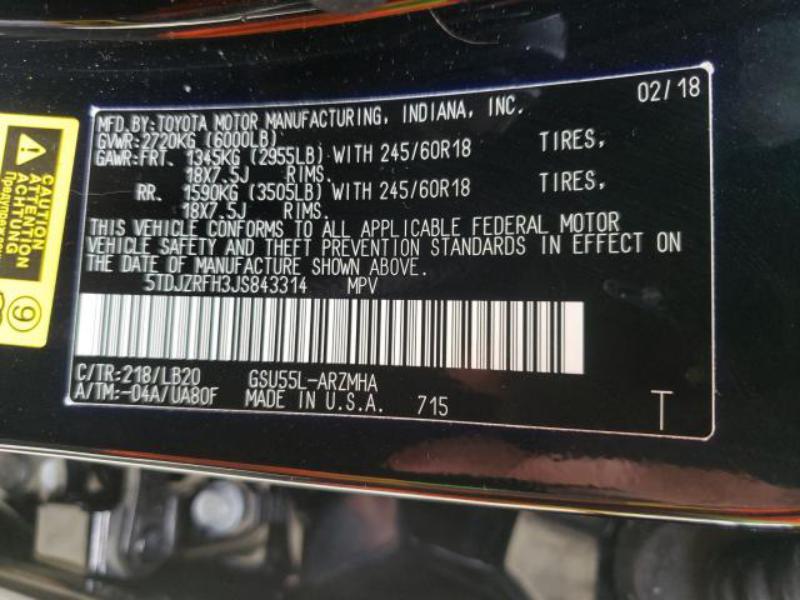 MFD.BY:TOYOTA MOTOR MANUFACTURING, INDIANA, INC. 02/18
GVWR:2720KG (6000LB)
GAWR:FRT. 1345KG (2955LB) WITH 245/60R18 TIRES,
18X7.5J RIMS.
RR. 1590KG (3505LB) WITH 245/60R18 TIRES,
18X7.5J RIMS.
THIS VEHICLE CONFORMS TO ALL APPLICABLE FEDERAL MOTOR
VEHICLE SAFETY AND THEFT PREVENTION STANDARDS IN EFFECT ON
THE DATE OF MANUFACTURE SHOWN ABOVE.
5TDJZRFH3JS843314 MPV
C/TR:218/LB20 GSU55L-ARZMHA
A/TM:-04A/UA80F MADE IN U.S.A. 715 T
CAUTION
ATTENTION
ACHTUNG
9